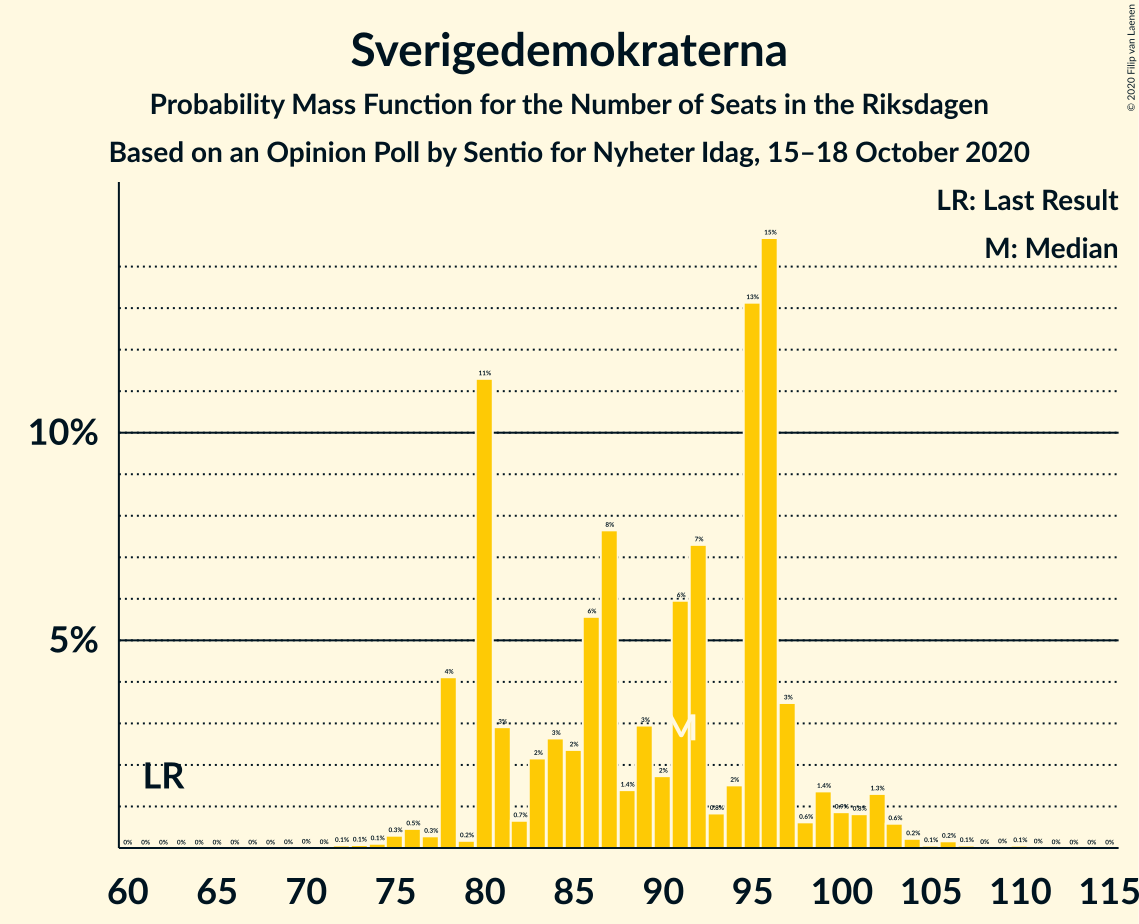 Sverigedemokraterna
Probability Mass Function for the Number of Seats in the Riksdagen
Based on an Opinion Poll by Sentio for Nyheter Idag, 15–18 October 2020
© 2020 Filip van Laenen
LR: Last Result
M: Median
10%
5%
LR
M
0% 0% 0% 0% 0% 0% 0% 0% 0% 0% 0% 0% 0.1% 0.1% 0.1% 0.3% 0.5% 0.3% 4% 0.2% 11% 3% 0.7% 2% 3% 2% 6% 8% 1.4% 3% 2% 6% 7% 0.8% 2% 13% 15% 3% 0.6% 1.4% 0.9% 0.8% 1.3% 0.6% 0.2% 0.1% 0.2% 0.1% 0% 0% 0.1% 0% 0% 0% 0% 0%
60 65 70 75 80 85 90 95 100 105 110 115